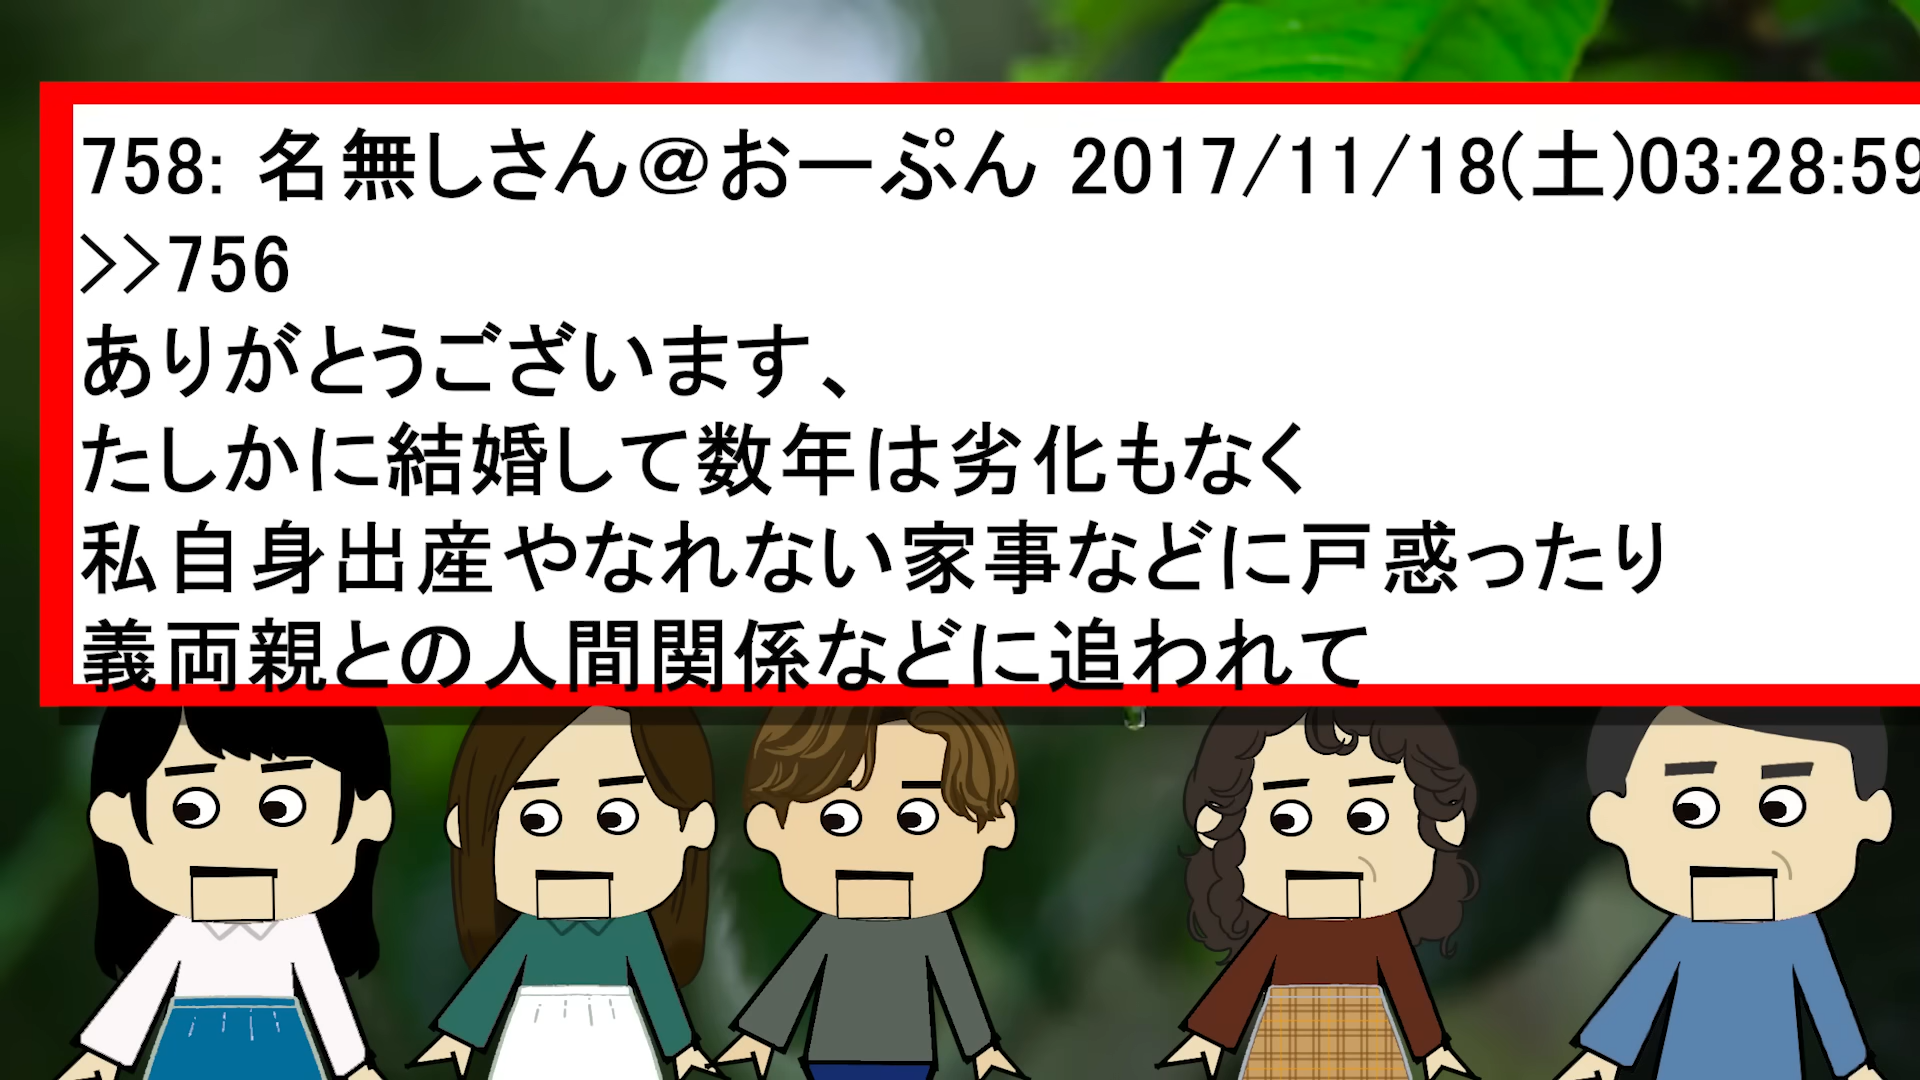 758: 名無しさん＠おーぷん 2017/11/18(土)03:28:59
>>756
ありがとうございます、
たしかに結婚して数年は劣化もなく
私自身出産やなれない家事などに戸惑ったり
義両親との人間関係などに追われて